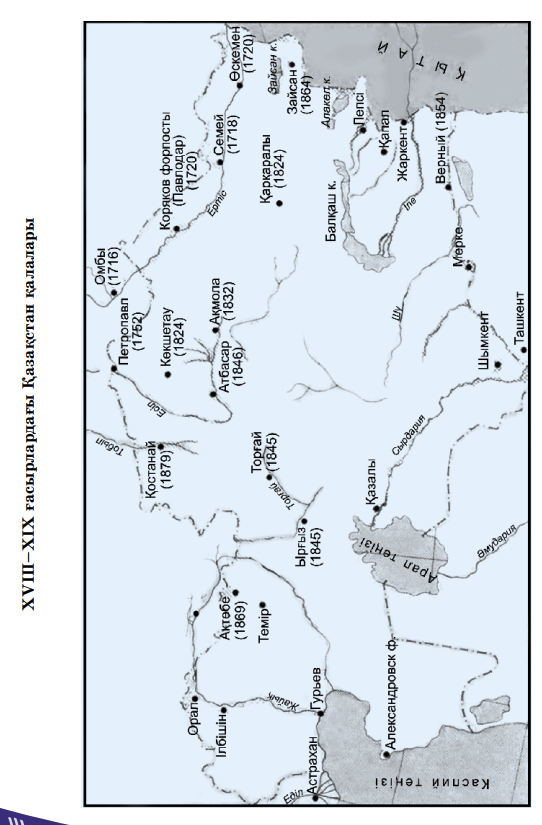 XVIII–XIX ғасырлардағы Қазақстан қалалары
Омбы
(1716)
Петропавл
(1752)
Көкшетау
(1824)
Коряков форпосты
(Павлодар)
(1720)
Семей
(1718)
Өскемен
(1720)
Ертіс
Зайсан к.
Зайсан
(1864)
ҚЫТАЙ
Алакөл к.
Қарқаралы
(1824)
Лепсі
Қапал
Жаркент
Верный (1854)
Балқаш к.
Іле
Ақмола
(1832)
Атбасар
(1846)
Есіл
Тобыл
Қостанай
(1879)
Торғай
(1845)
Торғай
Ырғыз
(1845)
Шу
Мерке
Шымкент
Ташкент
Сырдария
Қазалы
Арал теңізі
Әмудария
Ақтөбе
(1869)
Темір
Орал
Ілбішін
Жайық
Гурьев
Астрахан
Еділ
Александровск ф.
Каспий теңізі